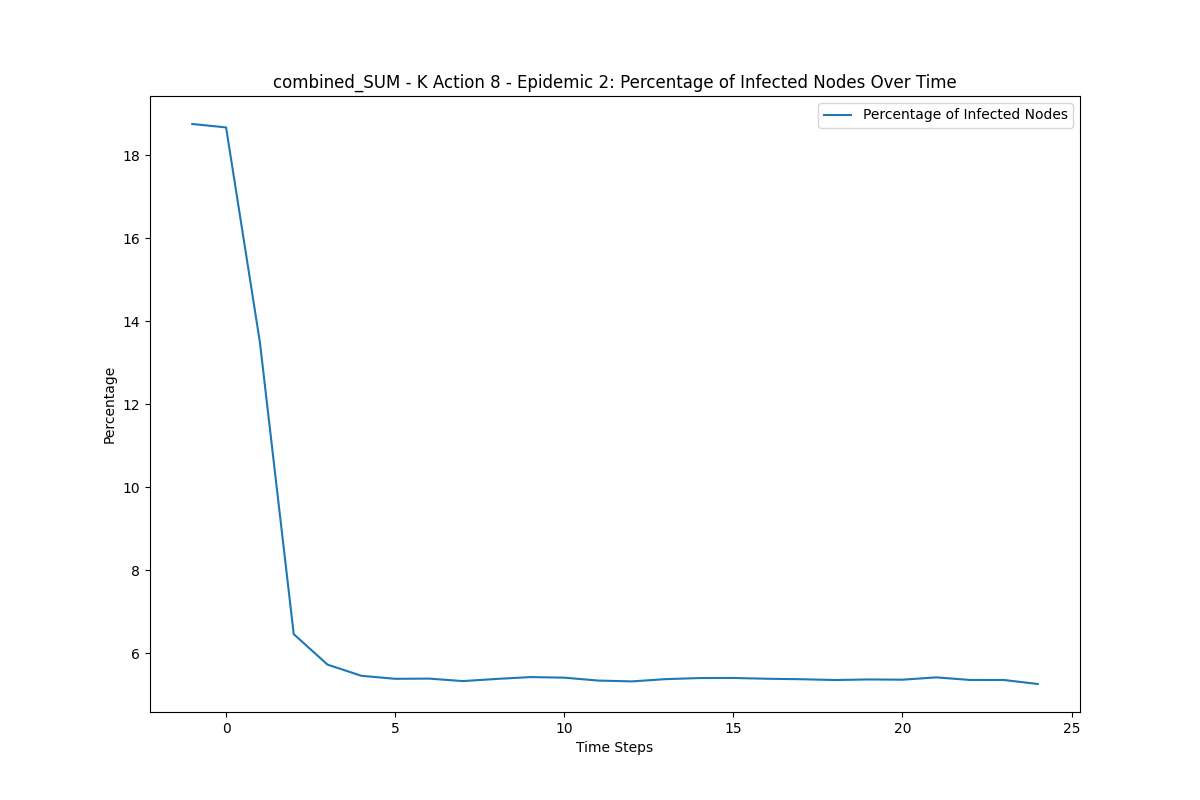 combined_SUM - K Action 8 - Epidemic 2: Percentage of Infected Nodes Over Time
Percentage of Infected Nodes
18
16
14
12
10
8
6
Percentage
0 5 10 15 20 25
Time Steps